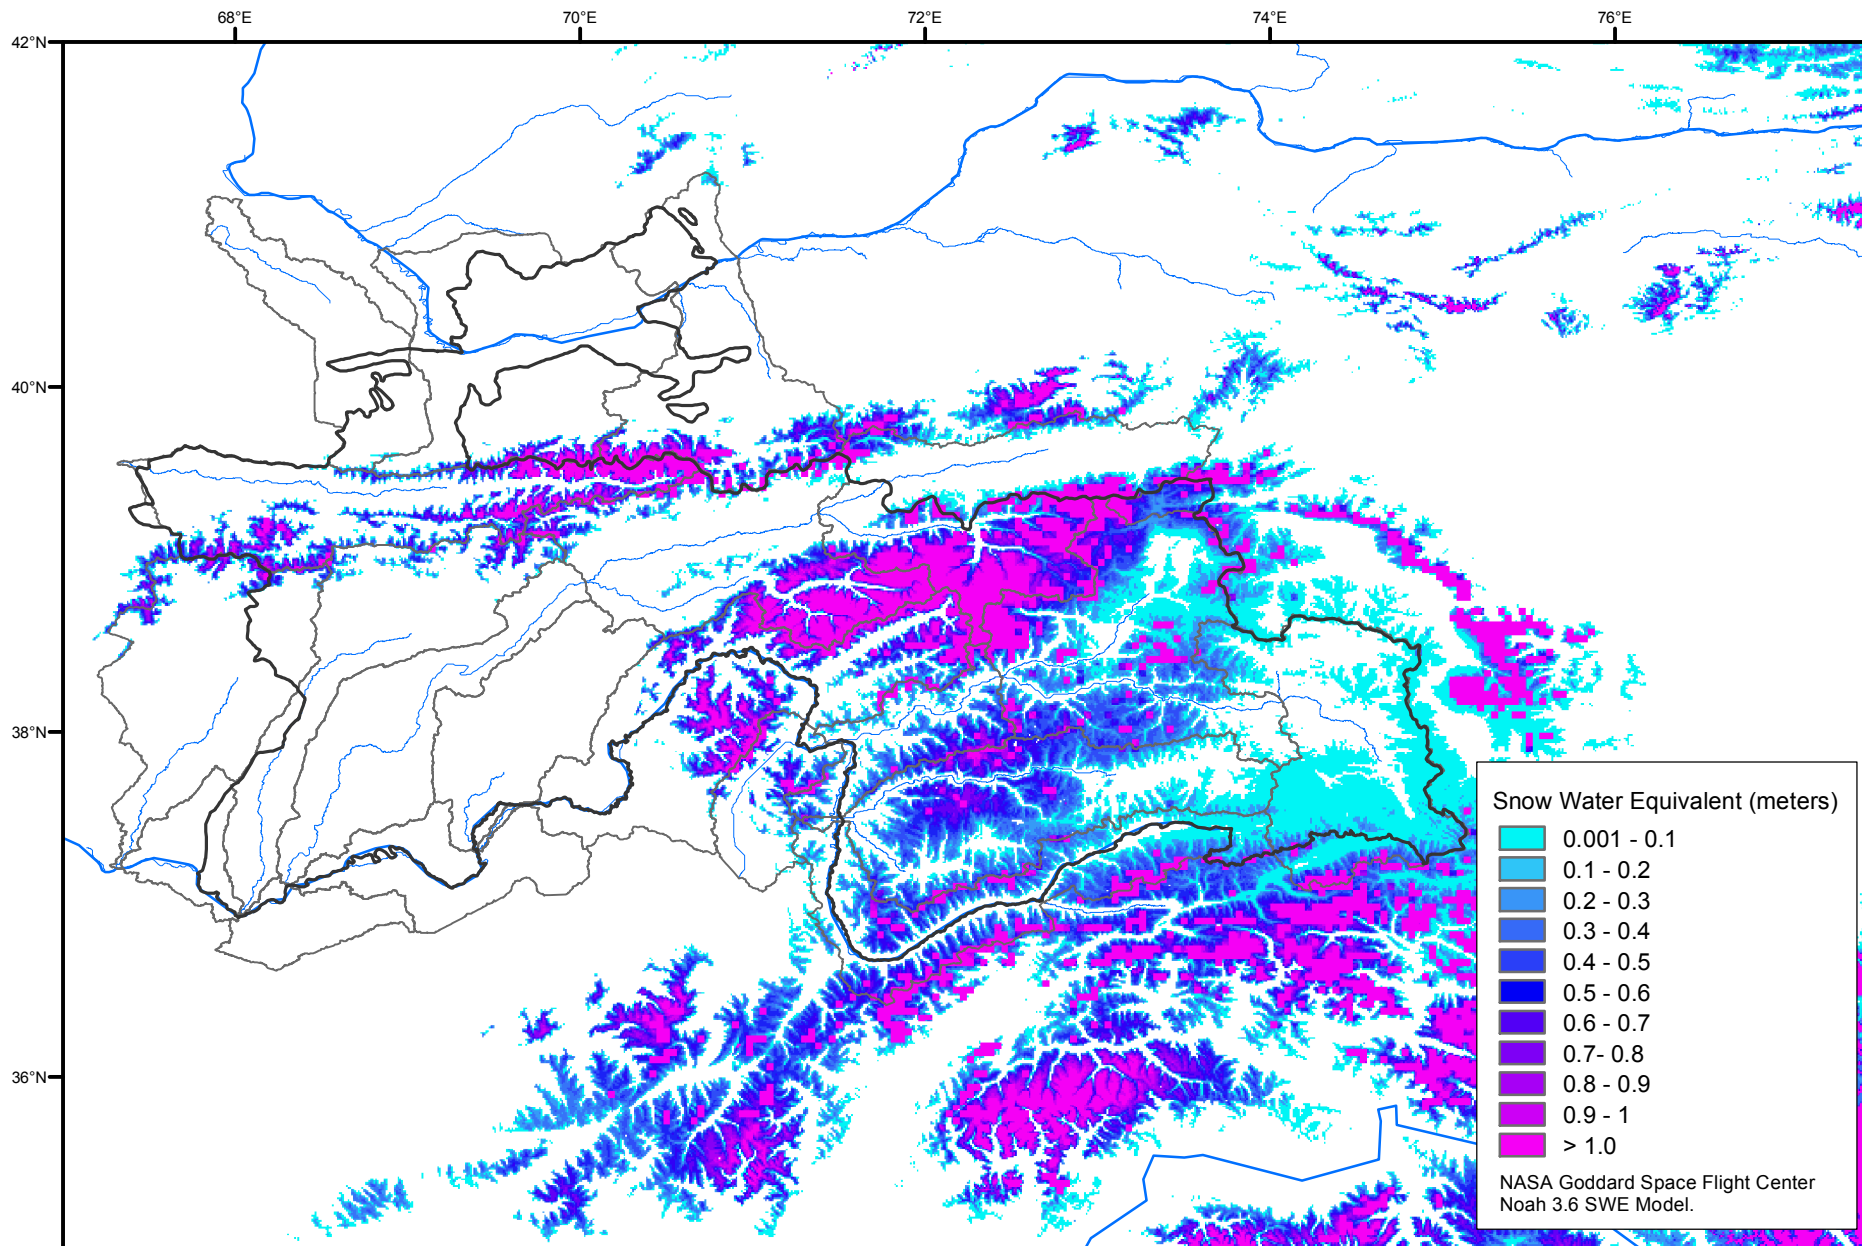 68°E
70°E
72°E
74°E
76°E
42°N
40°N
38°N
36°N
Snow Water Equivalent (meters)
0.001 - 0.1
0.1 - 0.2
0.2 - 0.3
0.3 - 0.4
0.4 - 0.5
0.5 - 0.6
0.6 - 0.7
0.7- 0.8
0.8 - 0.9
0.9 - 1
> 1.0
NASA Goddard Space Flight Center
Noah 3.6 SWE Model.